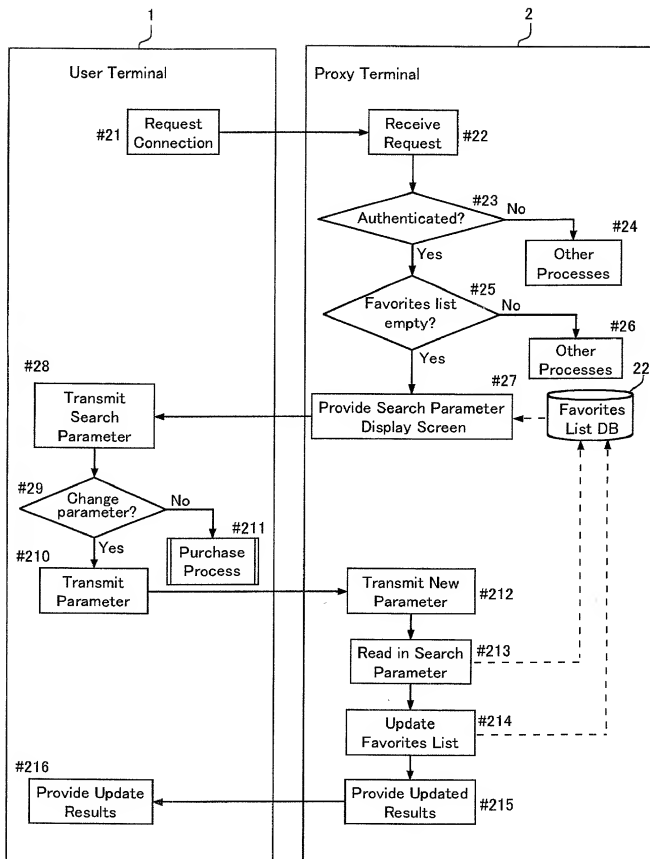 1
2
User Terminal
Proxy Terminal
#21
Request
Connection
Receive
Request
#22
#23
Authenticated?
No
#24
Other
Processes
Yes
#25
Favorites list
empty?
No
#26
Other
Processes
Yes
#27
22
#28
Transmit
Search
Parameter
Provide Search Parameter
Display Screen
Favorites
List DB
#29
Change
parameter?
No
#211
Purchase
Process
Yes
#210
Transmit
Parameter
Transmit New
Parameter
#212
Read in Search
Parameter
#213
Update
Favorites List
#214
#216
Provide Update
Results
Provide Updated
Results
#215